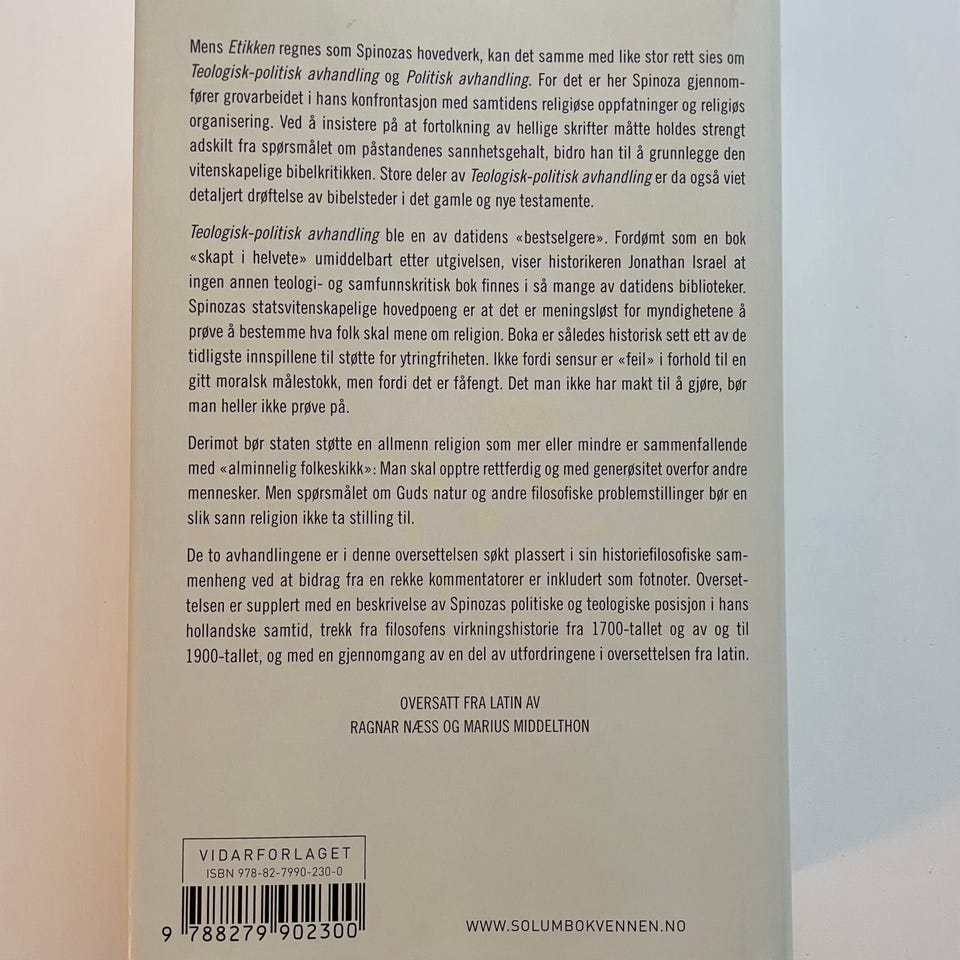 Mens Etikken regnes som Spinozas hovedverk, kan det samme med like stor rett sies om
Teologisk-politisk avhandling og Politisk avhandling. For det er her Spinoza gjennom-
fører grovarbeidet i hans konfrontasjon med samtidens religiøse oppfatninger og religiøs
organisering. Ved å insistere på at fortolkning av hellige skrifter måtte holdes strengt
adskilt fra spørsmålet om påstandenes sannhetsgehalt, bidro han til å grunnlegge den
vitenskapelige bibelkritikken. Store deler av Teologisk-politisk avhandling er da også viet
detaljert drøftelse av bibelsteder i det gamle og nye testamente.
Teologisk-politisk avhandling ble en av datidens «bestselgere». Fordømt som en bok
«skapt i helvete» umiddelbart etter utgivelsen, viser historikeren Jonathan Israel at
ingen annen teologi- og samfunnskritisk bok finnes i så mange av datidens biblioteker.
Spinozas statsvitenskapelige hovedpoeng er at det er meningsløst for myndighetene å
prøve å bestemme hva folk skal mene om religion. Boka er således historisk sett ett av de
tidligste innspillene til støtte for ytringfriheten. Ikke fordi sensur er «feil» i forhold til en
gitt moralsk målestokk, men fordi det er fåfengt. Det man ikke har makt til å gjøre, bør
man heller ikke prøve på.
Derimot bør staten støtte en allmenn religion som mer eller mindre er sammenfallende
med «alminnelig folkeskikk»: Man skal opptre rettferdig og med generøsitet overfor andre
mennesker. Men spørsmålet om Guds natur og andre filosofiske problemstillinger bør en
slik sann religion ikke ta stilling til.
De to avhandlingene er i denne oversettelsen søkt plassert i sin historiefilosofiske sam-
menheng ved at bidrag fra en rekke kommentatorer er inkludert som fotnoter. Overset-
telsen er supplert med en beskrivelse av Spinozas politiske og teologiske posisjon i hans
hollandske samtid, trekk fra filosofens virkningshistorie fra 1700-tallet og av og til
1900-tallet, og med en gjennomgang av en del av utfordringene i oversettelsen fra latin.
OVERSATT FRA LATIN AV
RAGNAR NÆSS OG MARIUS MIDDELTHON
VIDARFORLAGET
ISBN 978-82-7990-230-0
9 788279 902300
WWW.SOLUMBOKVENNEN.NO